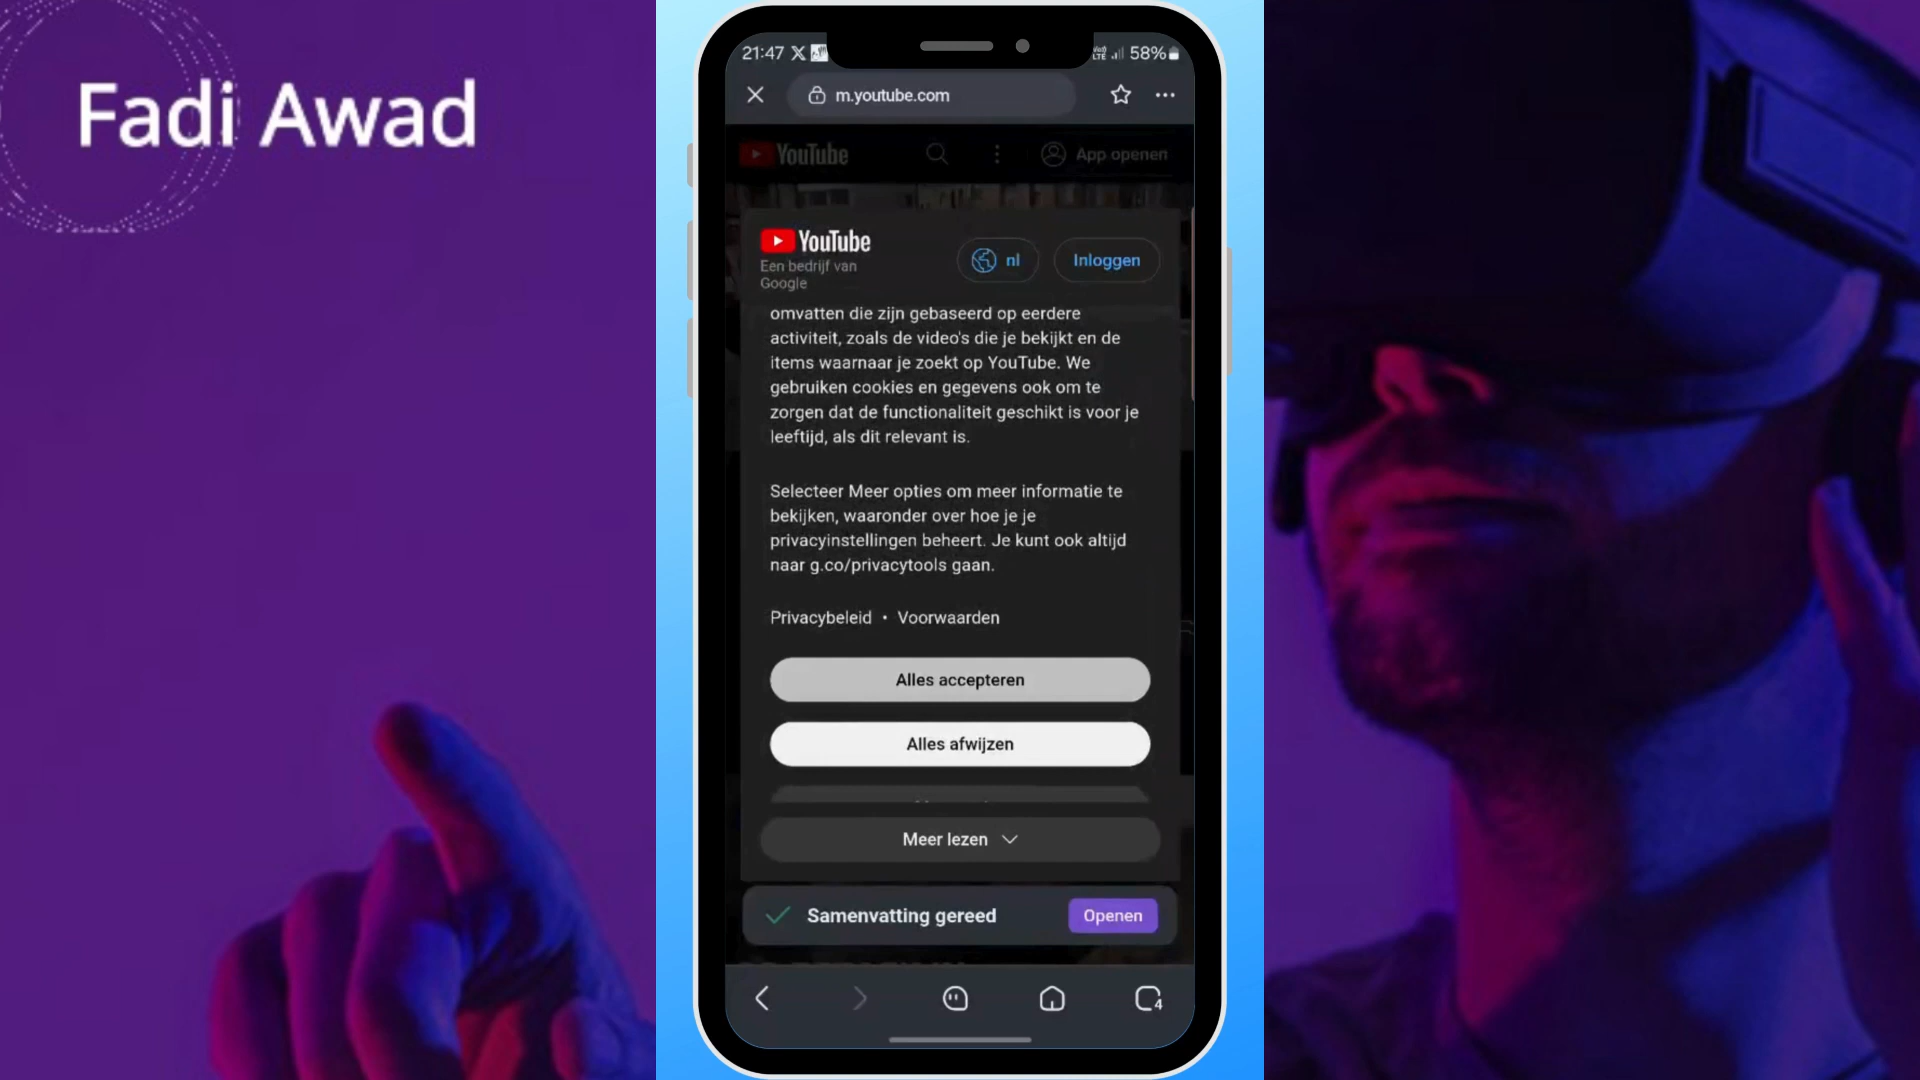 Fadi Awad
21:47 58%
m.youtube.com
YouTube App openen
YouTube
Een bedrijf van
Google
nl
Inloggen
omvatten die zijn gebaseerd op eerdere
activiteit, zoals de video's die je bekijkt en de
items waarnaar je zoekt op YouTube. We
gebruiken cookies en gegevens ook om te
zorgen dat de functionaliteit geschikt is voor je
leeftijd, als dit relevant is.
Selecteer Meer opties om meer informatie te
bekijken, waaronder over hoe je je
privacyinstellingen beheert. Je kunt ook altijd
naar g.co/privacytools gaan.
Privacybeleid • Voorwaarden
Alles accepteren
Alles afwijzen
Meer lezen
Samenvatting gereed
Openen
4